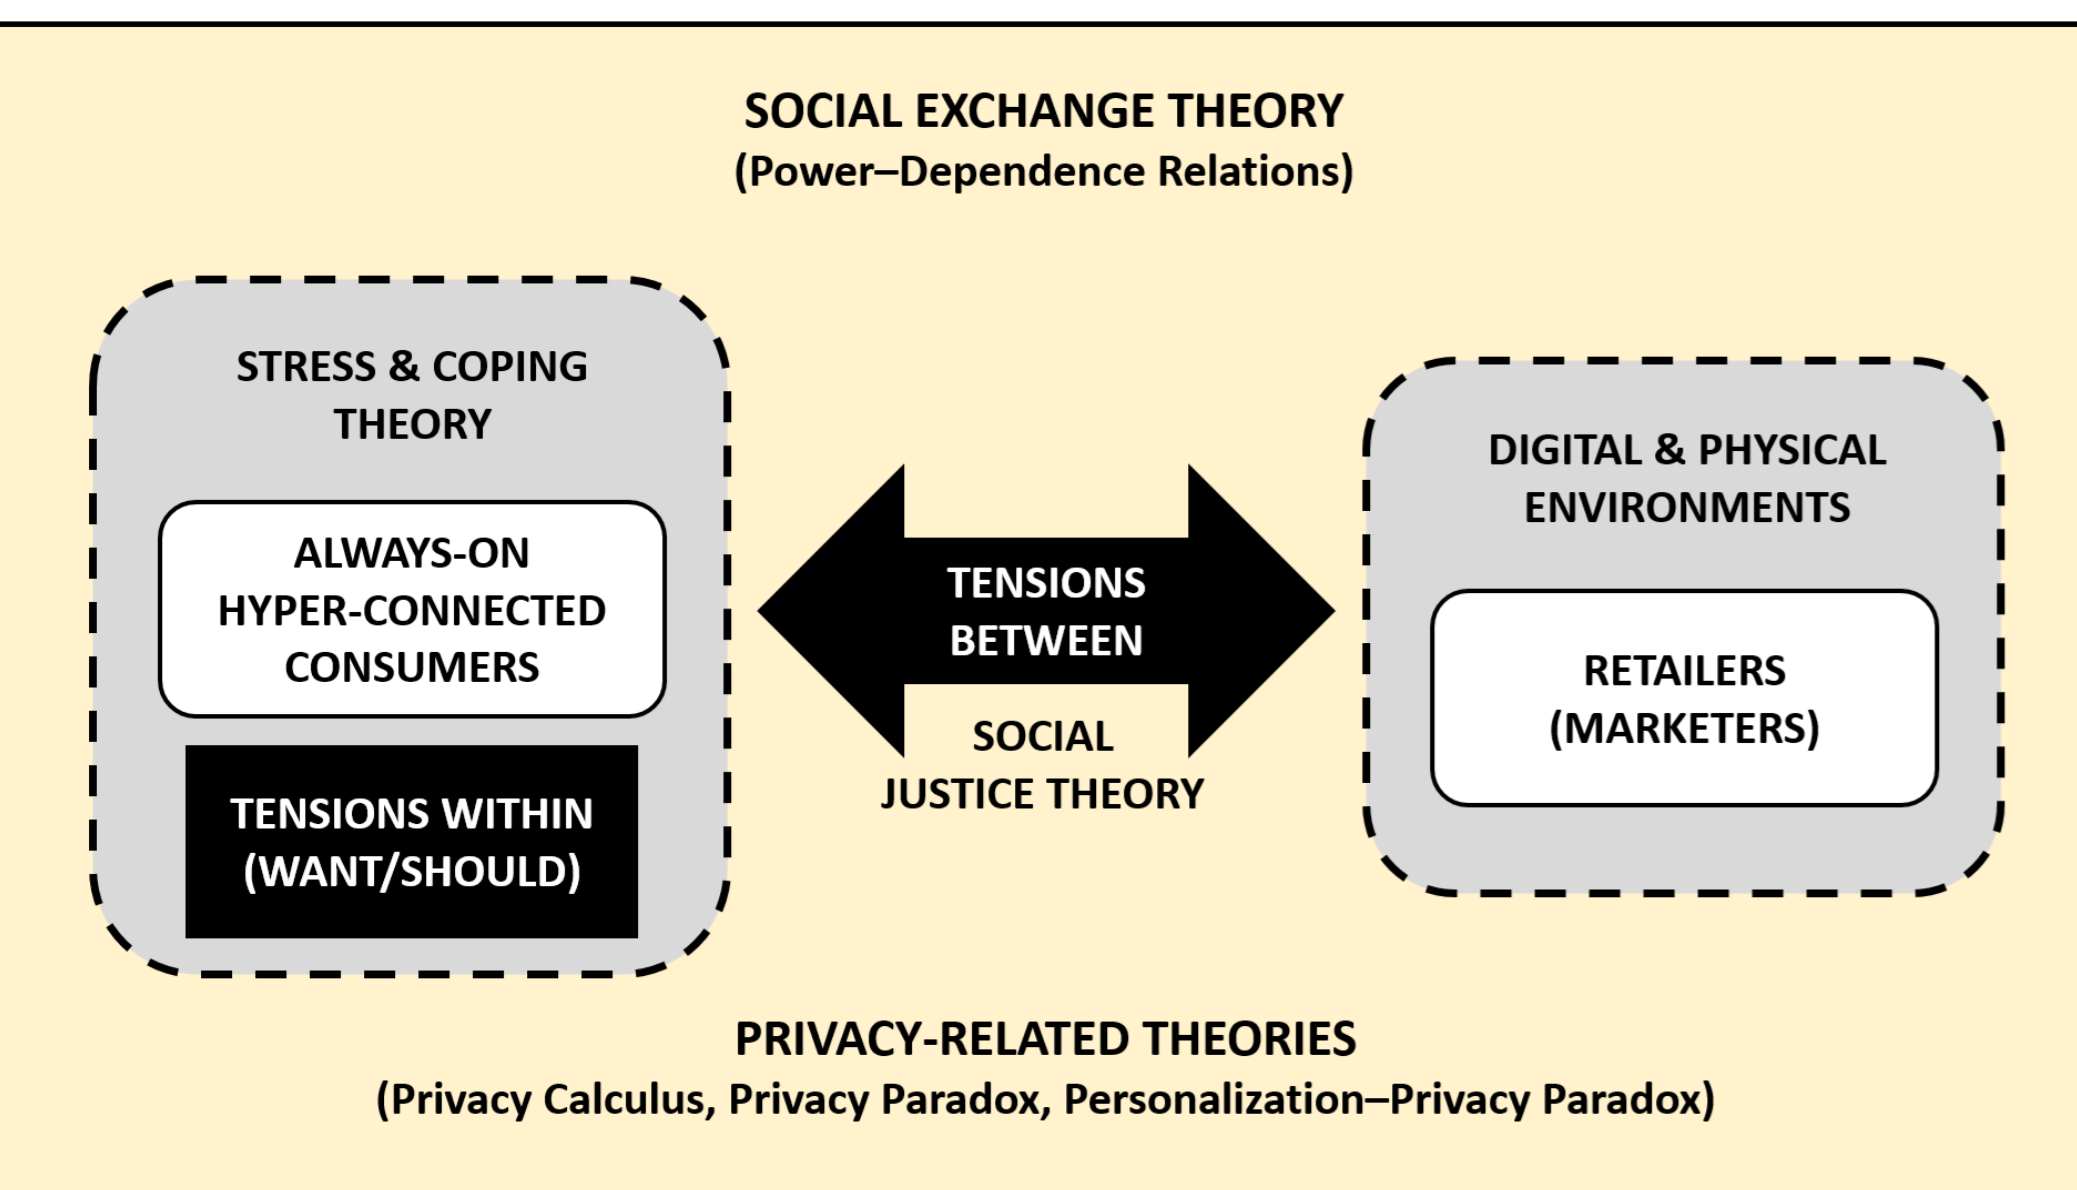 SOCIAL EXCHANGE THEORY
(Power–Dependence Relations)
STRESS & COPING
THEORY
ALWAYS-ON
HYPER-CONNECTED
CONSUMERS
TENSIONS WITHIN
(WANT/SHOULD)
TENSIONS
BETWEEN
SOCIAL
JUSTICE THEORY
DIGITAL & PHYSICAL
ENVIRONMENTS
RETAILERS
(MARKETERS)
PRIVACY-RELATED THEORIES
(Privacy Calculus, Privacy Paradox, Personalization–Privacy Paradox)